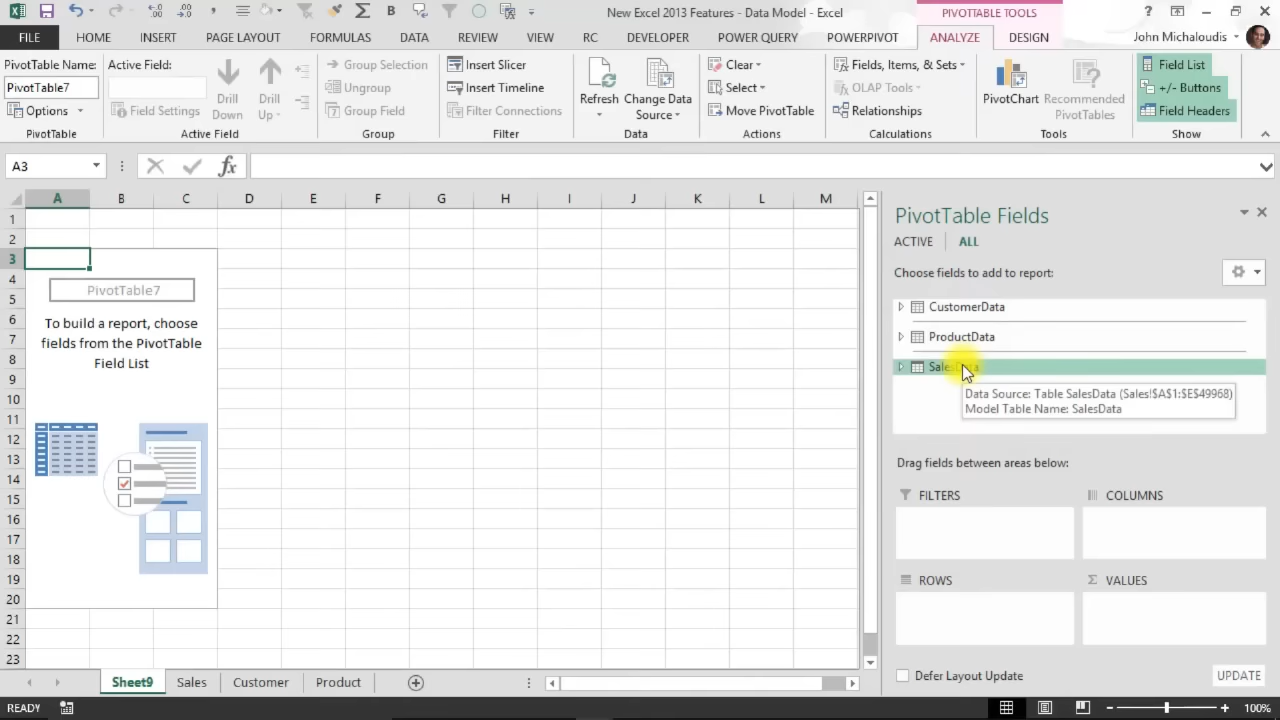 New Excel 2013 Features - Data Model - Excel
PIVOTTABLE TOOLS
FILE HOME INSERT PAGE LAYOUT FORMULAS DATA REVIEW VIEW RC DEVELOPER POWER QUERY POWERPIVOT ANALYZE DESIGN John Michaloudis
PivotTable Name:
PivotTable7
Options
PivotTable
Active Field:
Field Settings
Drill Down
Drill Up
Active Field
Group Selection
Ungroup
Group Field
Group
Insert Slicer
Insert Timeline
Filter Connections
Filter
Refresh
Change Data
Source
Data
Clear
Select
Move PivotTable
Actions
Fields, Items, & Sets
OLAP Tools
Relationships
Calculations
PivotChart
Recommended
PivotTables
Tools
Field List
+/- Buttons
Field Headers
Show
A3
fx
A B C D E F G H I J K L M
1
2
3
4
5
6
7
8
9
10
11
12
13
14
15
16
17
18
19
20
21
22
23
PivotTable7
To build a report, choose
fields from the PivotTable
Field List
PivotTable Fields
ACTIVE ALL
Choose fields to add to report:
CustomerData
ProductData
SalesData
Data Source: Table SalesData (Sales!$A$1:$E$49968)
Model Table Name: SalesData
Drag fields between areas below:
FILTERS
COLUMNS
ROWS
Σ VALUES
Defer Layout Update
UPDATE
Sheet9 Sales Customer Product
READY
100%